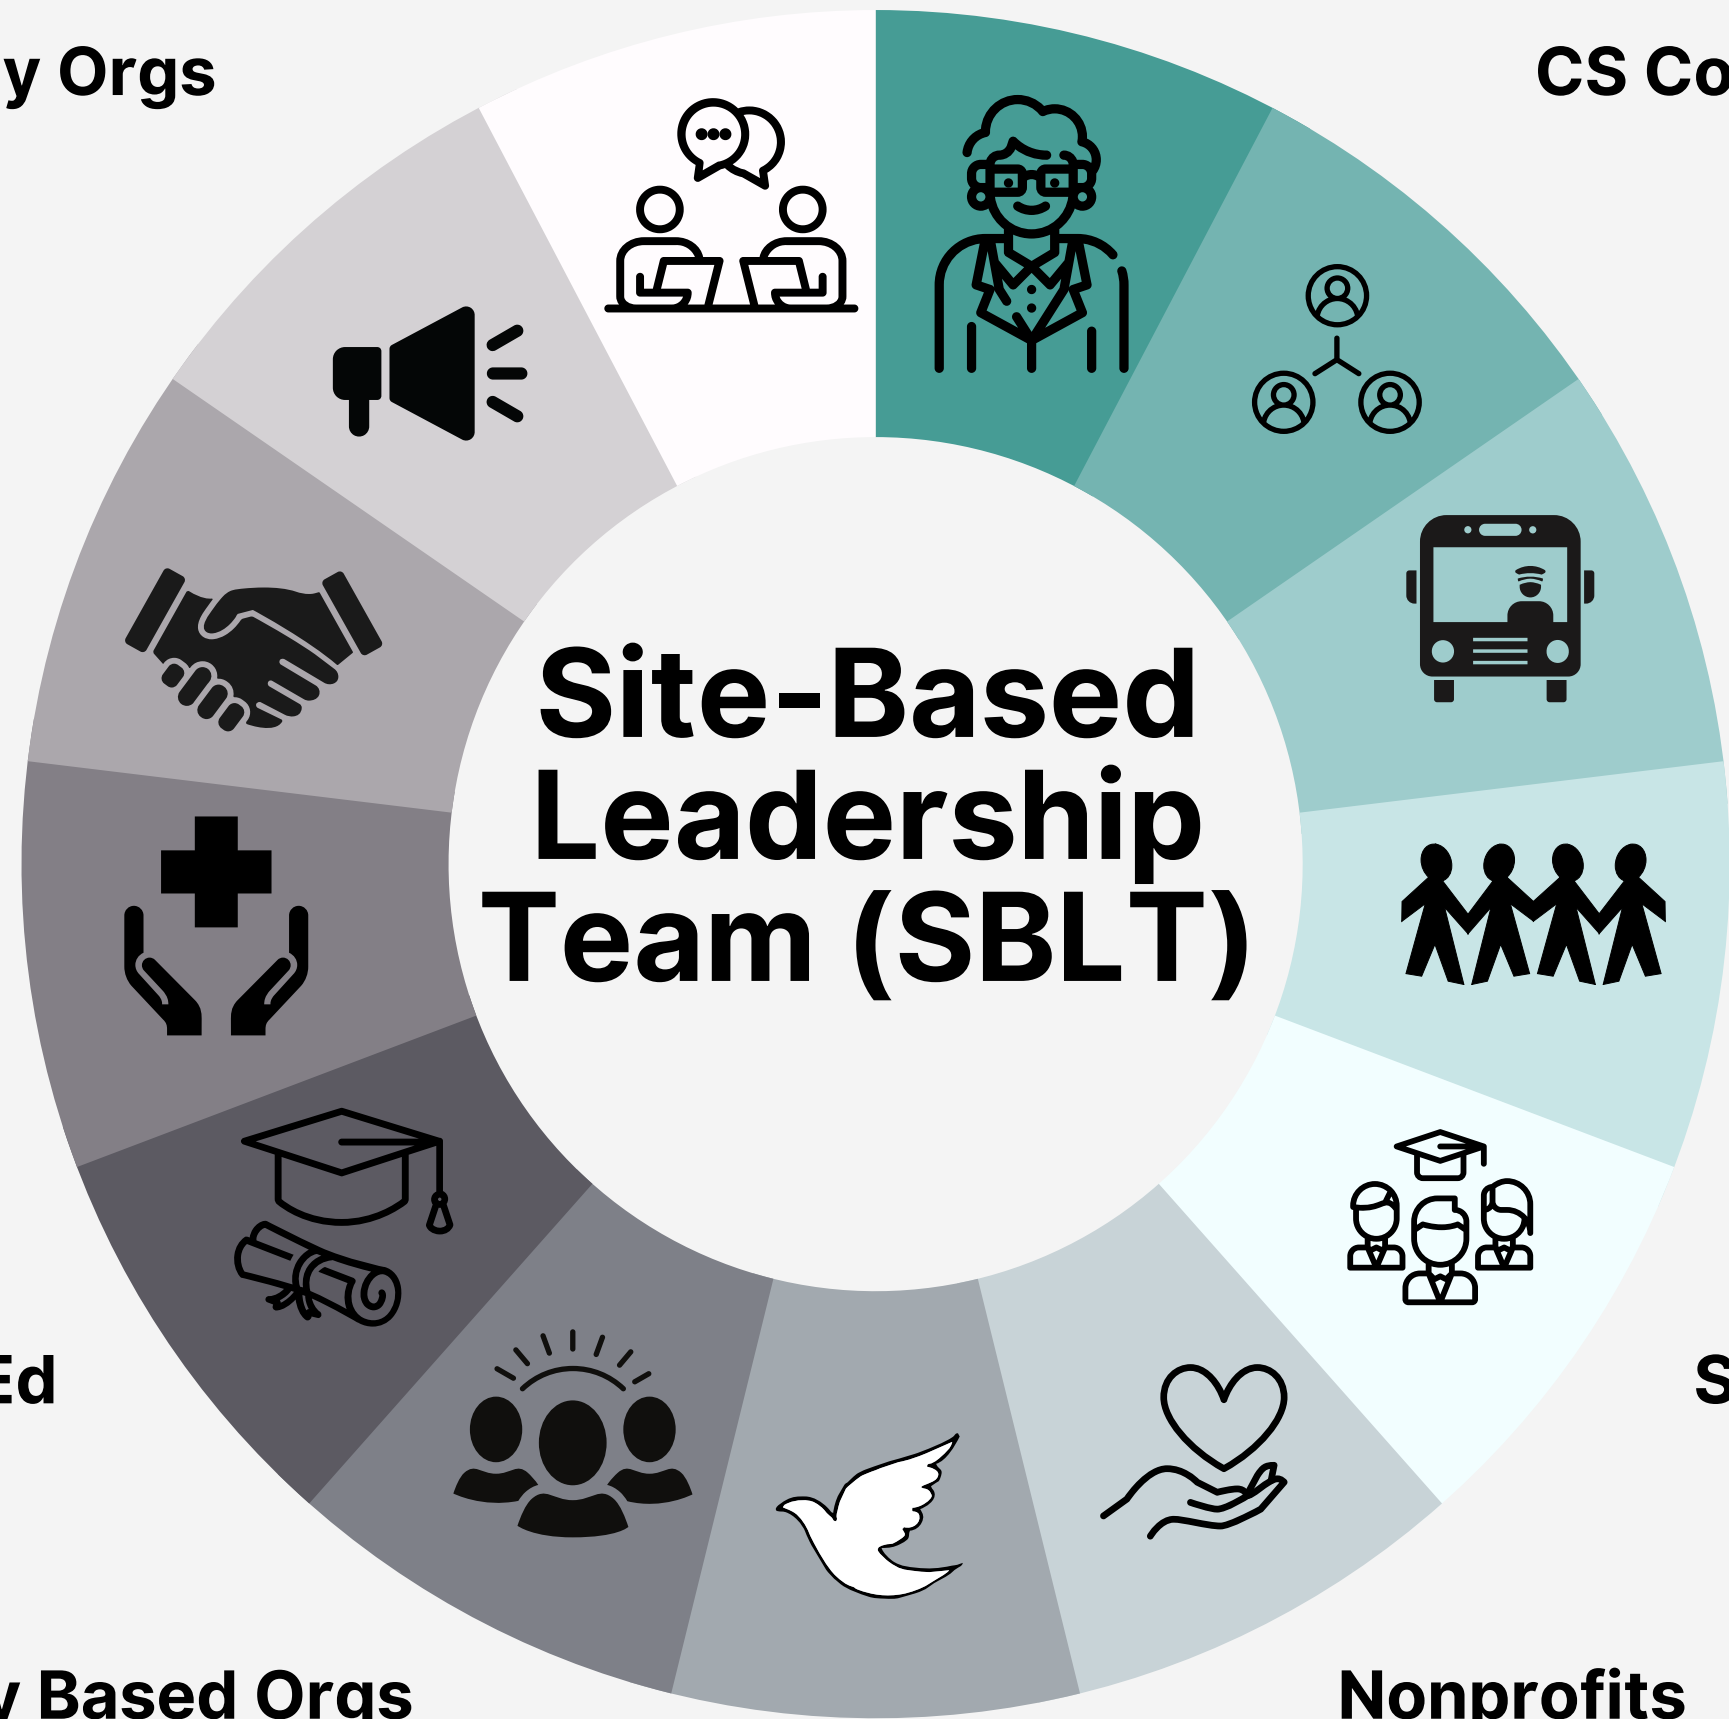 y Orgs
CS Co
Site-Based
Leadership
Team (SBLT)
Ed
S
y Based Orgs
Nonprofits